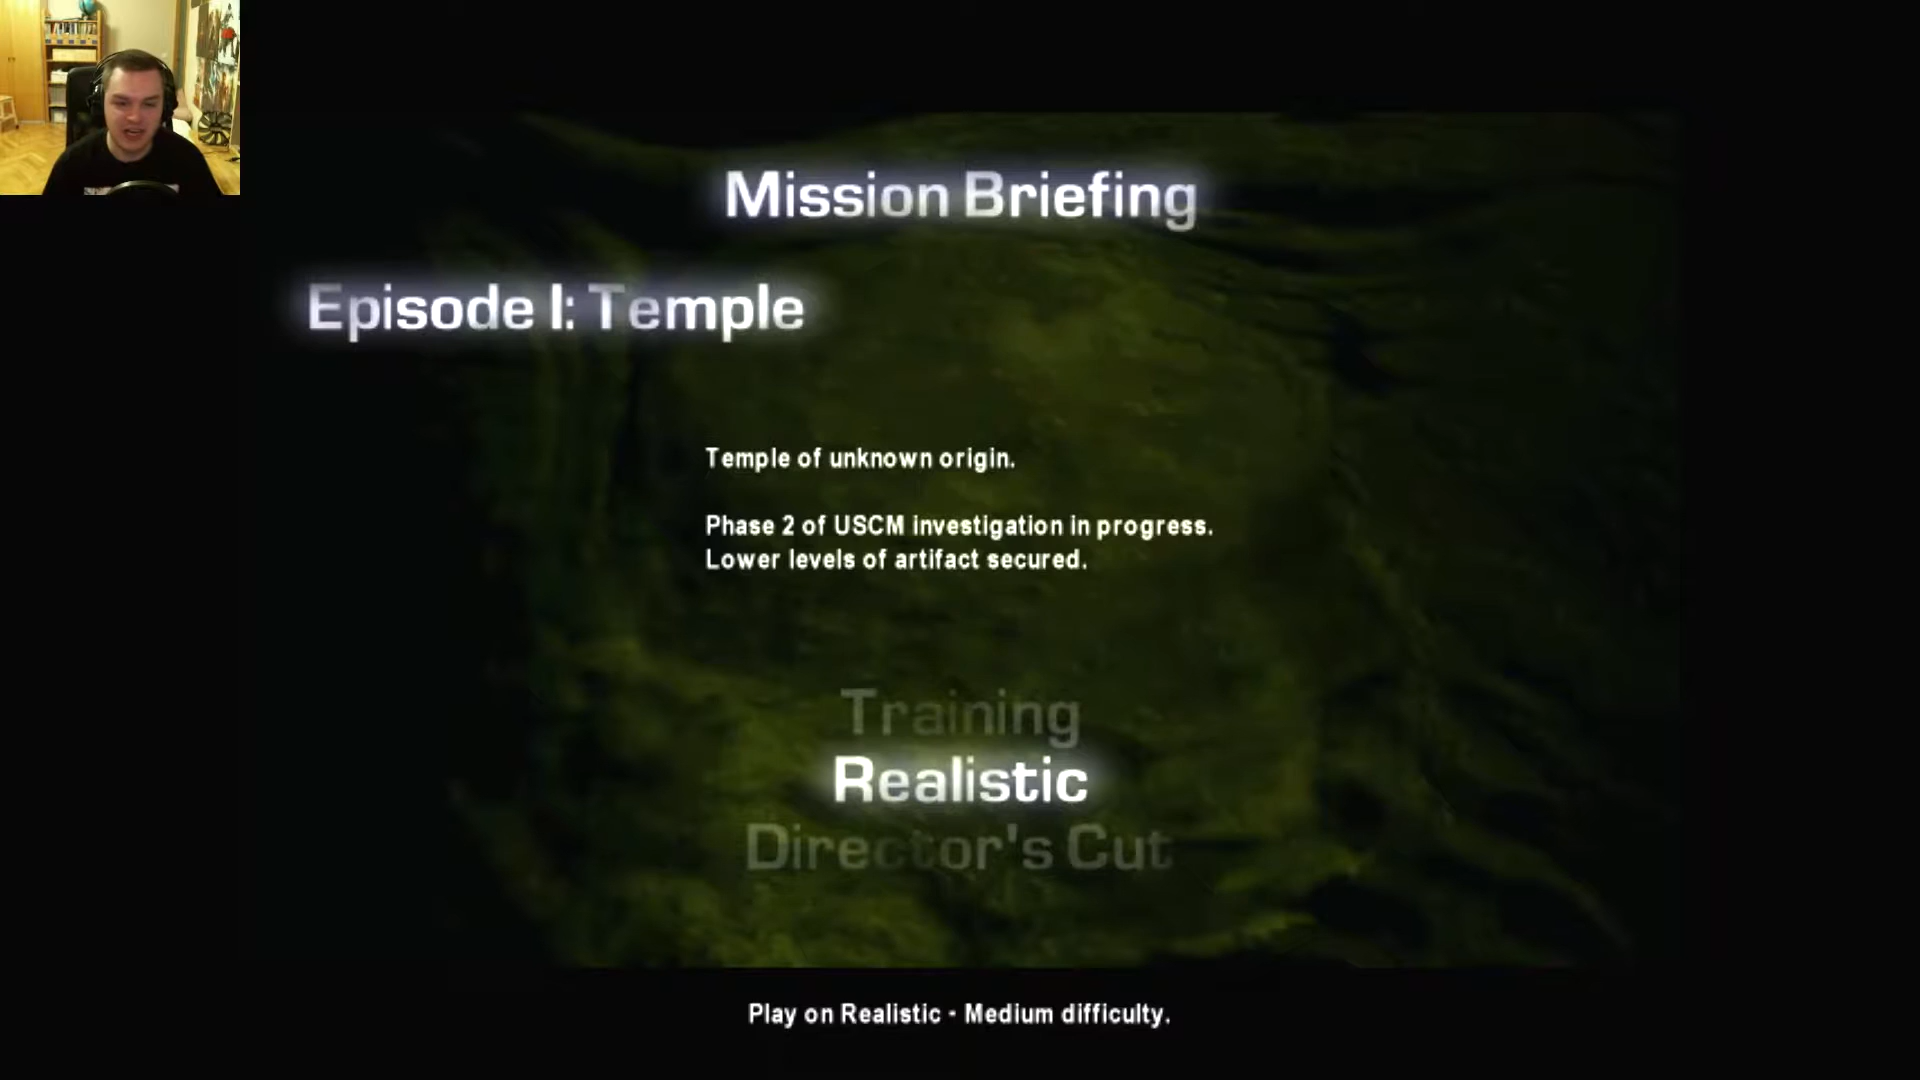 Mission Briefing
Episode I: Temple
Temple of unknown origin.
Phase 2 of USCM investigation in progress.
Lower levels of artifact secured.
Training
Realistic
Director's Cut
Play on Realistic - Medium difficulty.